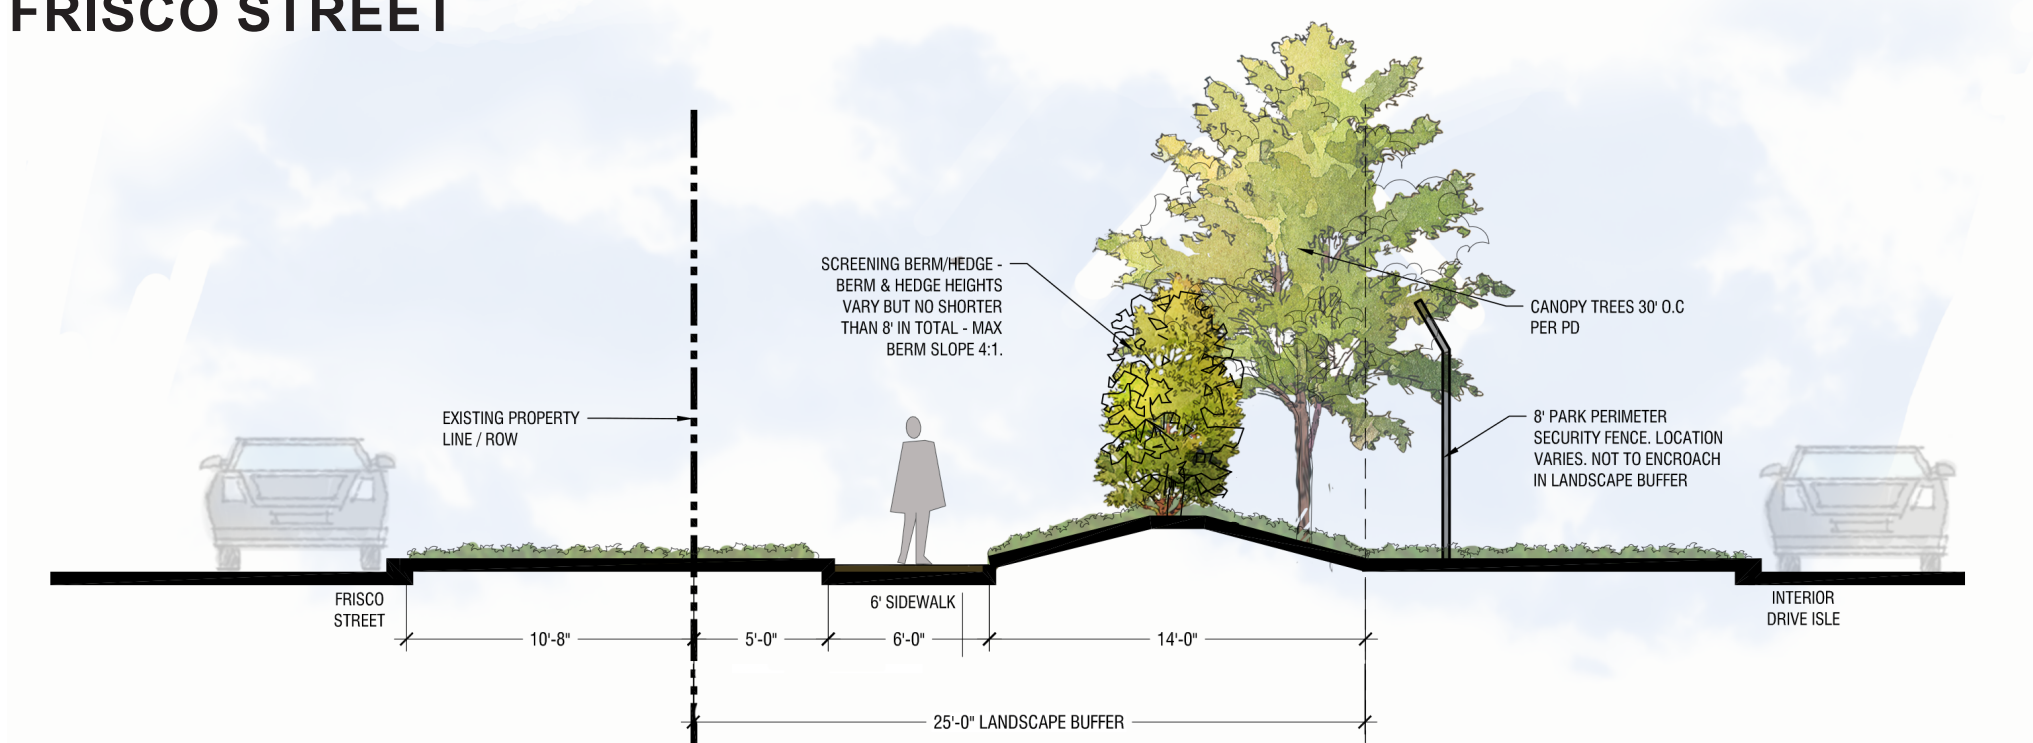 FRISCO STREET
SCREENING BERM/HEDGE -
BERM & HEDGE HEIGHTS
VARY BUT NO SHORTER
THAN 8' IN TOTAL - MAX
BERM SLOPE 4:1.
CANOPY TREES 30' O.C
PER PD
EXISTING PROPERTY
LINE / ROW
8' PARK PERIMETER
SECURITY FENCE. LOCATION
VARIES. NOT TO ENCROACH
IN LANDSCAPE BUFFER
FRISCO
STREET
6' SIDEWALK
INTERIOR
DRIVE ISLE
10'-8"
5'-0"
6'-0"
14'-0"
25'-0" LANDSCAPE BUFFER